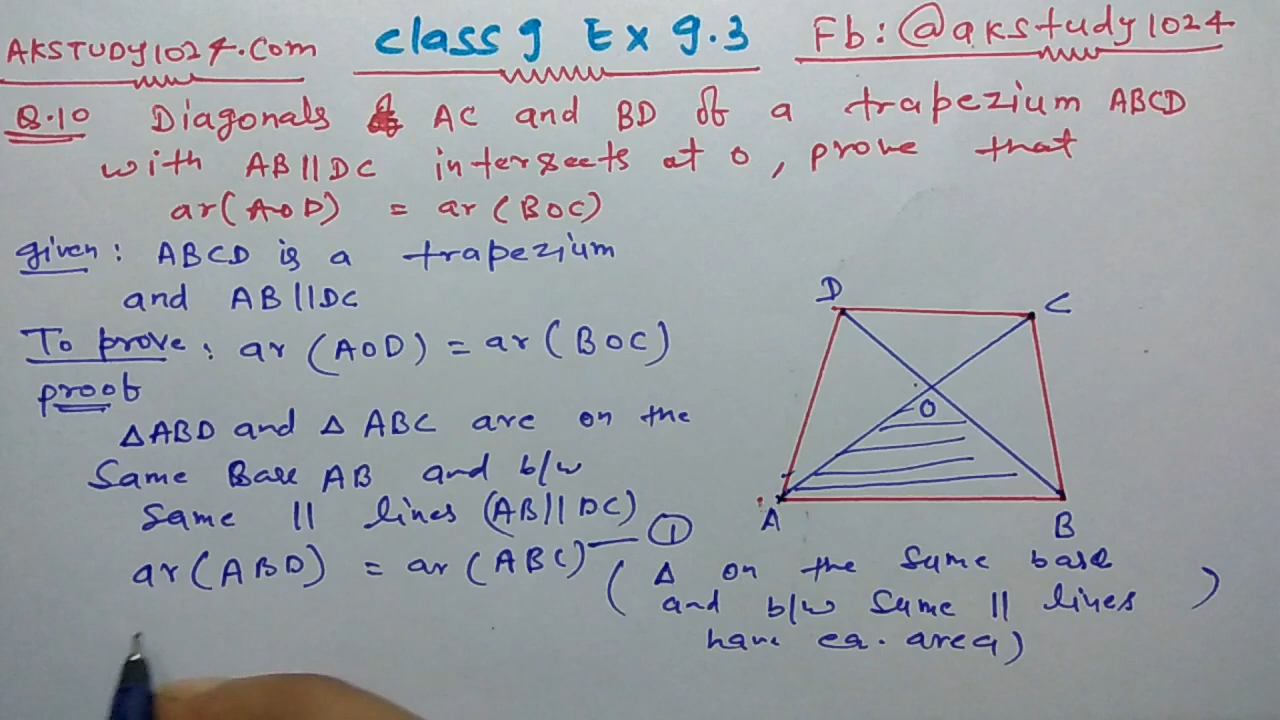 AKSTUDY1024.COM
class 9 Ex 9.3
Fb: @akstudy1024
Q.10 Diagonals AC and BD of a trapezium ABCD
with AB||DC intersects at O, prove that
ar(AOD) = ar(BOC)
given: ABCD is a trapezium
and AB||DC
To prove: ar(AOD) = ar(BOC)
proof
△ABD and △ABC are on the
Same Base AB and b/w
Same || lines (AB||DC)
ar(ABD) = ar(ABC) — ①
(△ on the Same base
and b/w Same || lines
have ea. area)
D
C
O
A
B